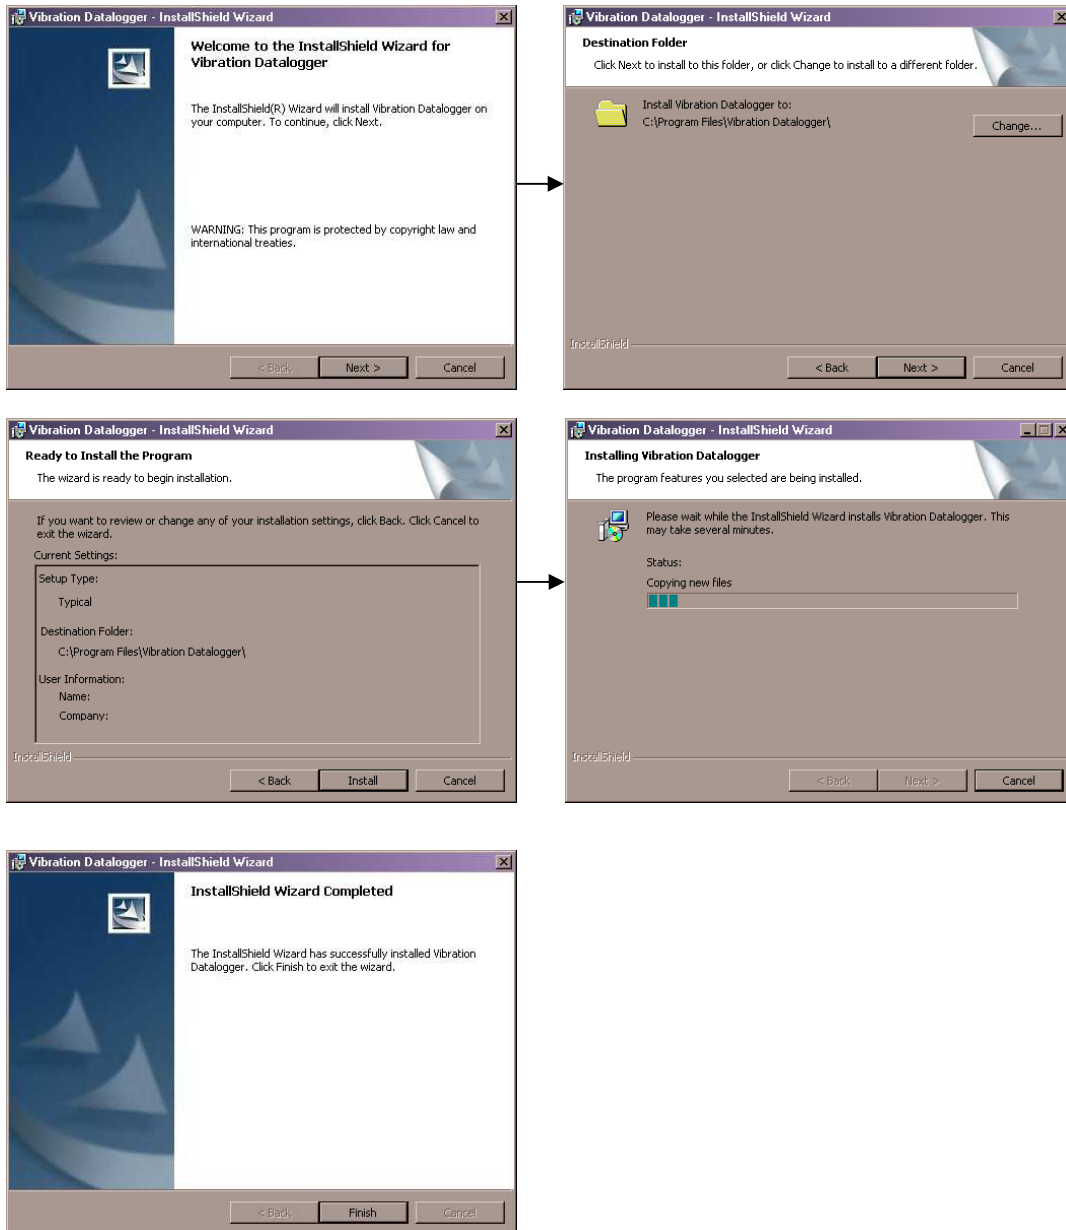 Vibration Datalogger - InstallShield Wizard
Welcome to the InstallShield Wizard for
Vibration Datalogger
The InstallShield(R) Wizard will install Vibration Datalogger on
your computer. To continue, click Next.
WARNING: This program is protected by copyright law and
international treaties.
< Back
Next >
Cancel
Vibration Datalogger - InstallShield Wizard
Destination Folder
Click Next to install to this folder, or click Change to install to a different folder.
Install Vibration Datalogger to:
C:\Program Files\Vibration Datalogger\
Change...
InstallShield
< Back
Next >
Cancel
Vibration Datalogger - InstallShield Wizard
Ready to Install the Program
The wizard is ready to begin installation.
If you want to review or change any of your installation settings, click Back. Click Cancel to
exit the wizard.
Current Settings:
Setup Type:
Typical
Destination Folder:
C:\Program Files\Vibration Datalogger\
User Information:
Name:
Company:
InstallShield
< Back
Install
Cancel
Vibration Datalogger - InstallShield Wizard
Installing Vibration Datalogger
The program features you selected are being installed.
Please wait while the InstallShield Wizard installs Vibration Datalogger. This
may take several minutes.
Status:
Copying new files
InstallShield
< Back
Next >
Cancel
Vibration Datalogger - InstallShield Wizard
InstallShield Wizard Completed
The InstallShield Wizard has successfully installed Vibration
Datalogger. Click Finish to exit the wizard.
< Back
Finish
Cancel